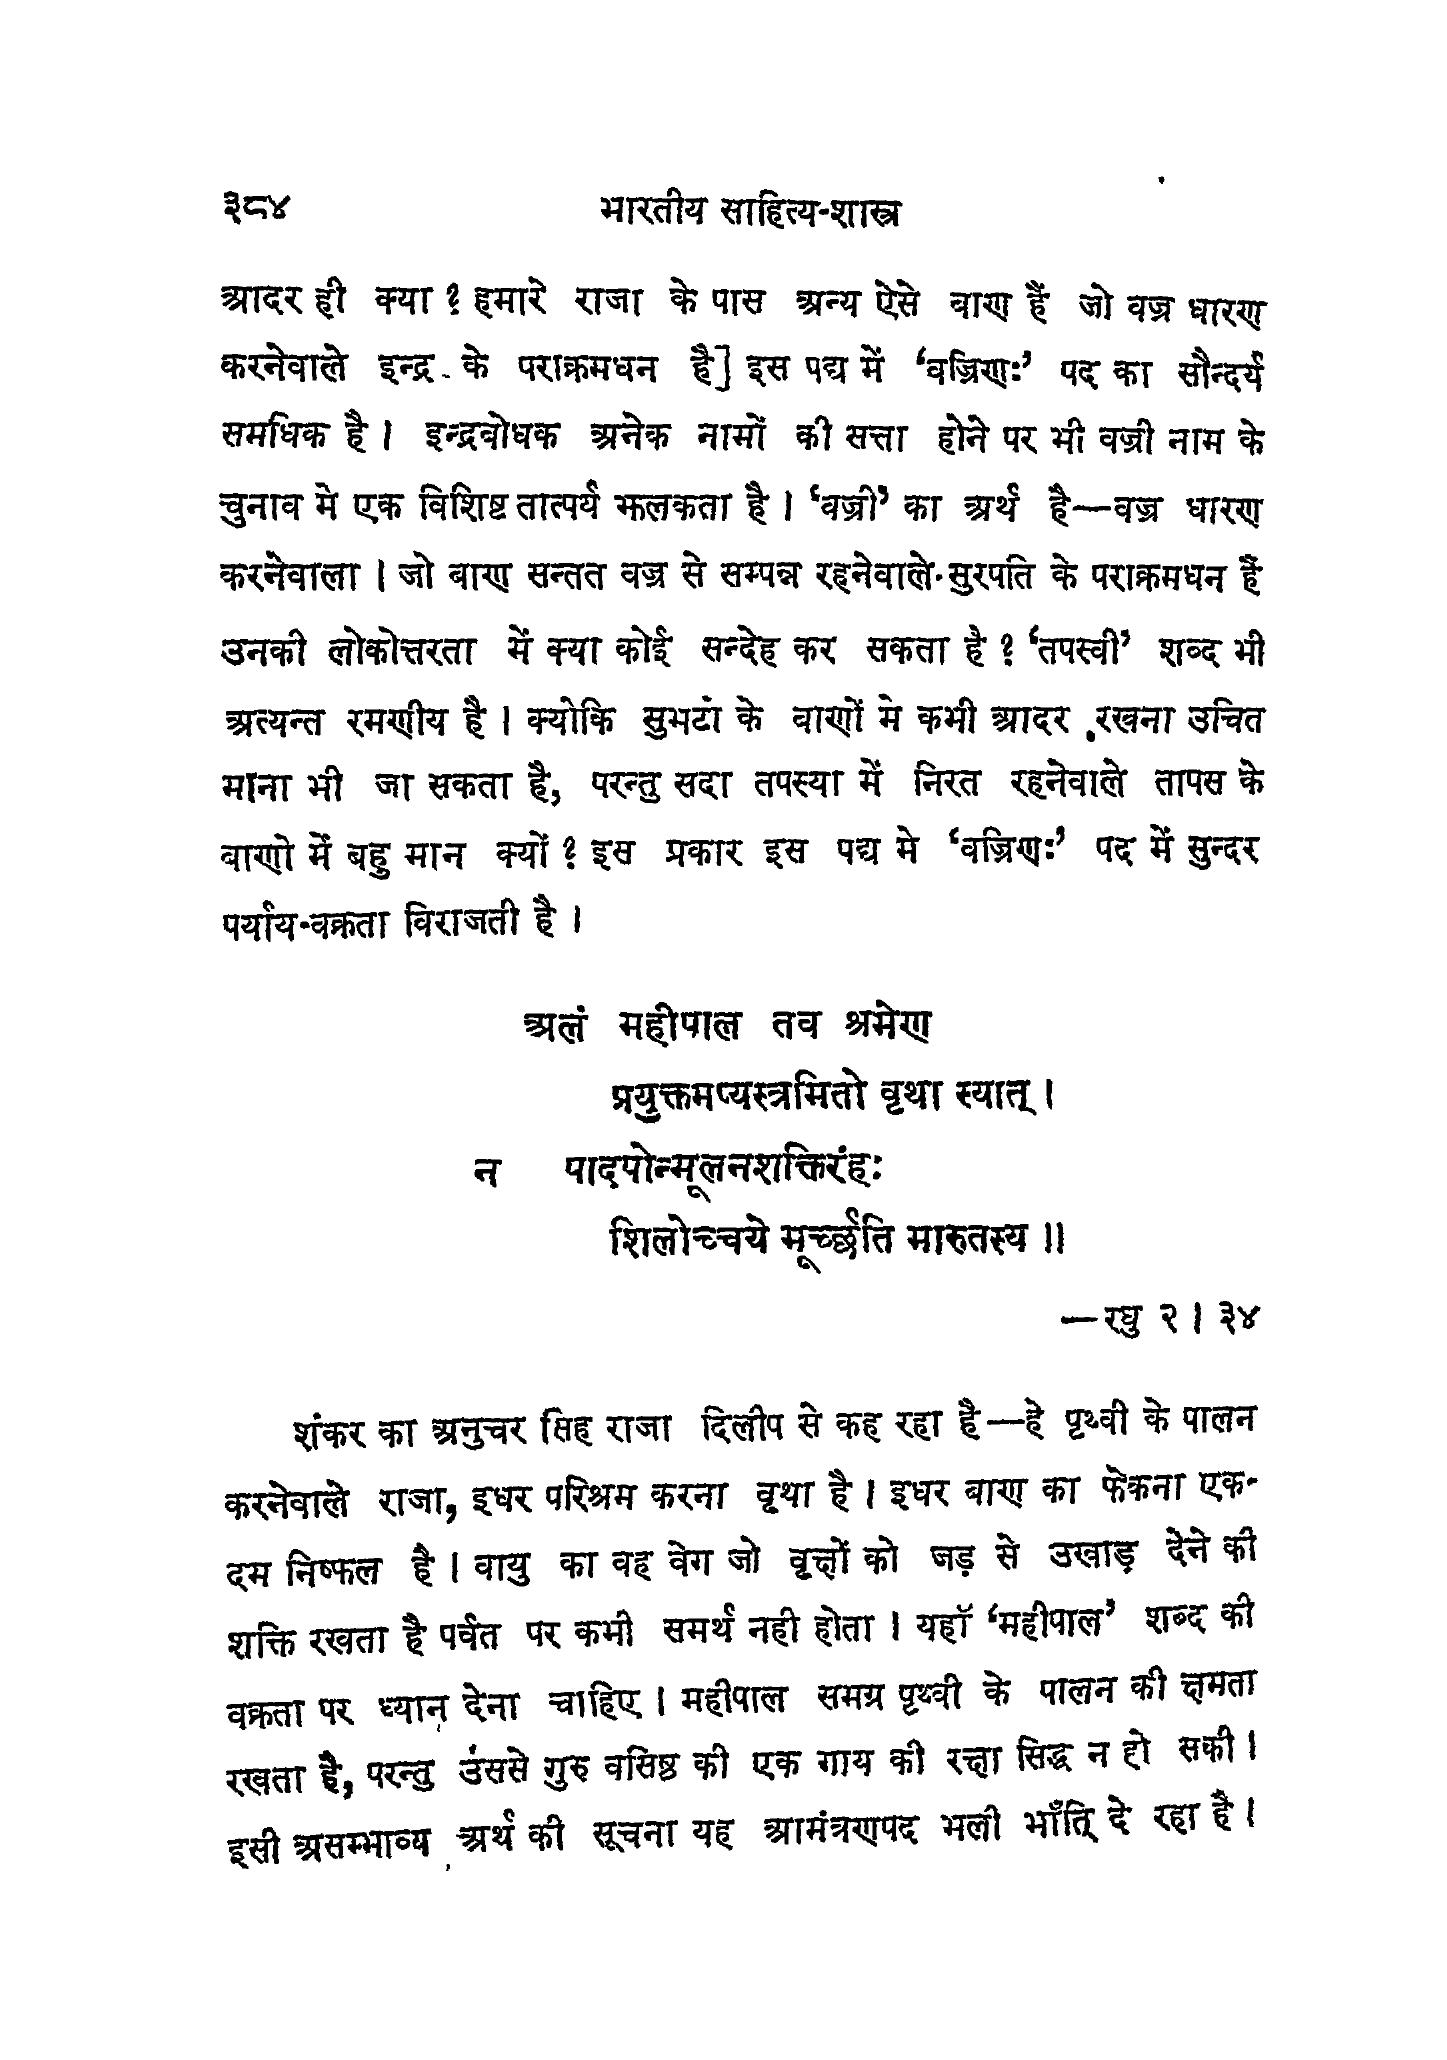 ३८४ भारतीय साहित्य-शास्त्र
आदर ही क्या ? हमारे राजा के पास अन्य ऐसे बाण हैं जो वज्र धारण
करनेवाले इन्द्र के पराक्रमधन है] इस पद्य में ‘वज्रिणः’ पद का सौन्दर्य
समधिक है । इन्द्रबोधक अनेक नामों की सत्ता होने पर भी वज्री नाम के
चुनाव मे एक विशिष्ट तात्पर्य झलकता है । ‘वज्री’ का अर्थ है—वज्र धारण
करनेवाला । जो बाण सन्तत वज्र से सम्पन्न रहनेवाले सुरपति के पराक्रमधन हैं
उनकी लोकोत्तरता में क्या कोई सन्देह कर सकता है ? ‘तपस्वी’ शब्द भी
अत्यन्त रमणीय है । क्योकि सुभटां के वाणों मे कभी आदर रखना उचित
माना भी जा सकता है, परन्तु सदा तपस्या में निरत रहनेवाले तापस के
वाणो में बहु मान क्यों ? इस प्रकार इस पद्य मे ‘वज्रिणः’ पद में सुन्दर
पर्याय-वक्रता विराजती है ।
अलं महीपाल तव श्रमेण
प्रयुक्तमप्यस्त्रमितो वृथा स्यात् ।
न पादपोन्मूलनशक्तिरंहः
शिलोच्चये मूर्च्छति मारुतस्य ॥
—रघु २ । ३४
शंकर का अनुचर सिह राजा दिलीप से कह रहा है—हे पृथ्वी के पालन
करनेवाले राजा, इधर परिश्रम करना वृथा है । इधर बाण का फेकना एक-
दम निष्फल है । वायु का वह वेग जो वृक्षों को जड़ से उखाड़ देने की
शक्ति रखता है पर्वत पर कभी समर्थ नही होता । यहाँ ‘महीपाल’ शब्द की
वक्रता पर ध्यान देना चाहिए । महीपाल समग्र पृथ्वी के पालन की क्षमता
रखता है, परन्तु उससे गुरु वसिष्ठ की एक गाय की रक्षा सिद्ध न हो सकी ।
इसी असम्भाव्य अर्थ की सूचना यह आमंत्रणपद भली भाँति दे रहा है ।